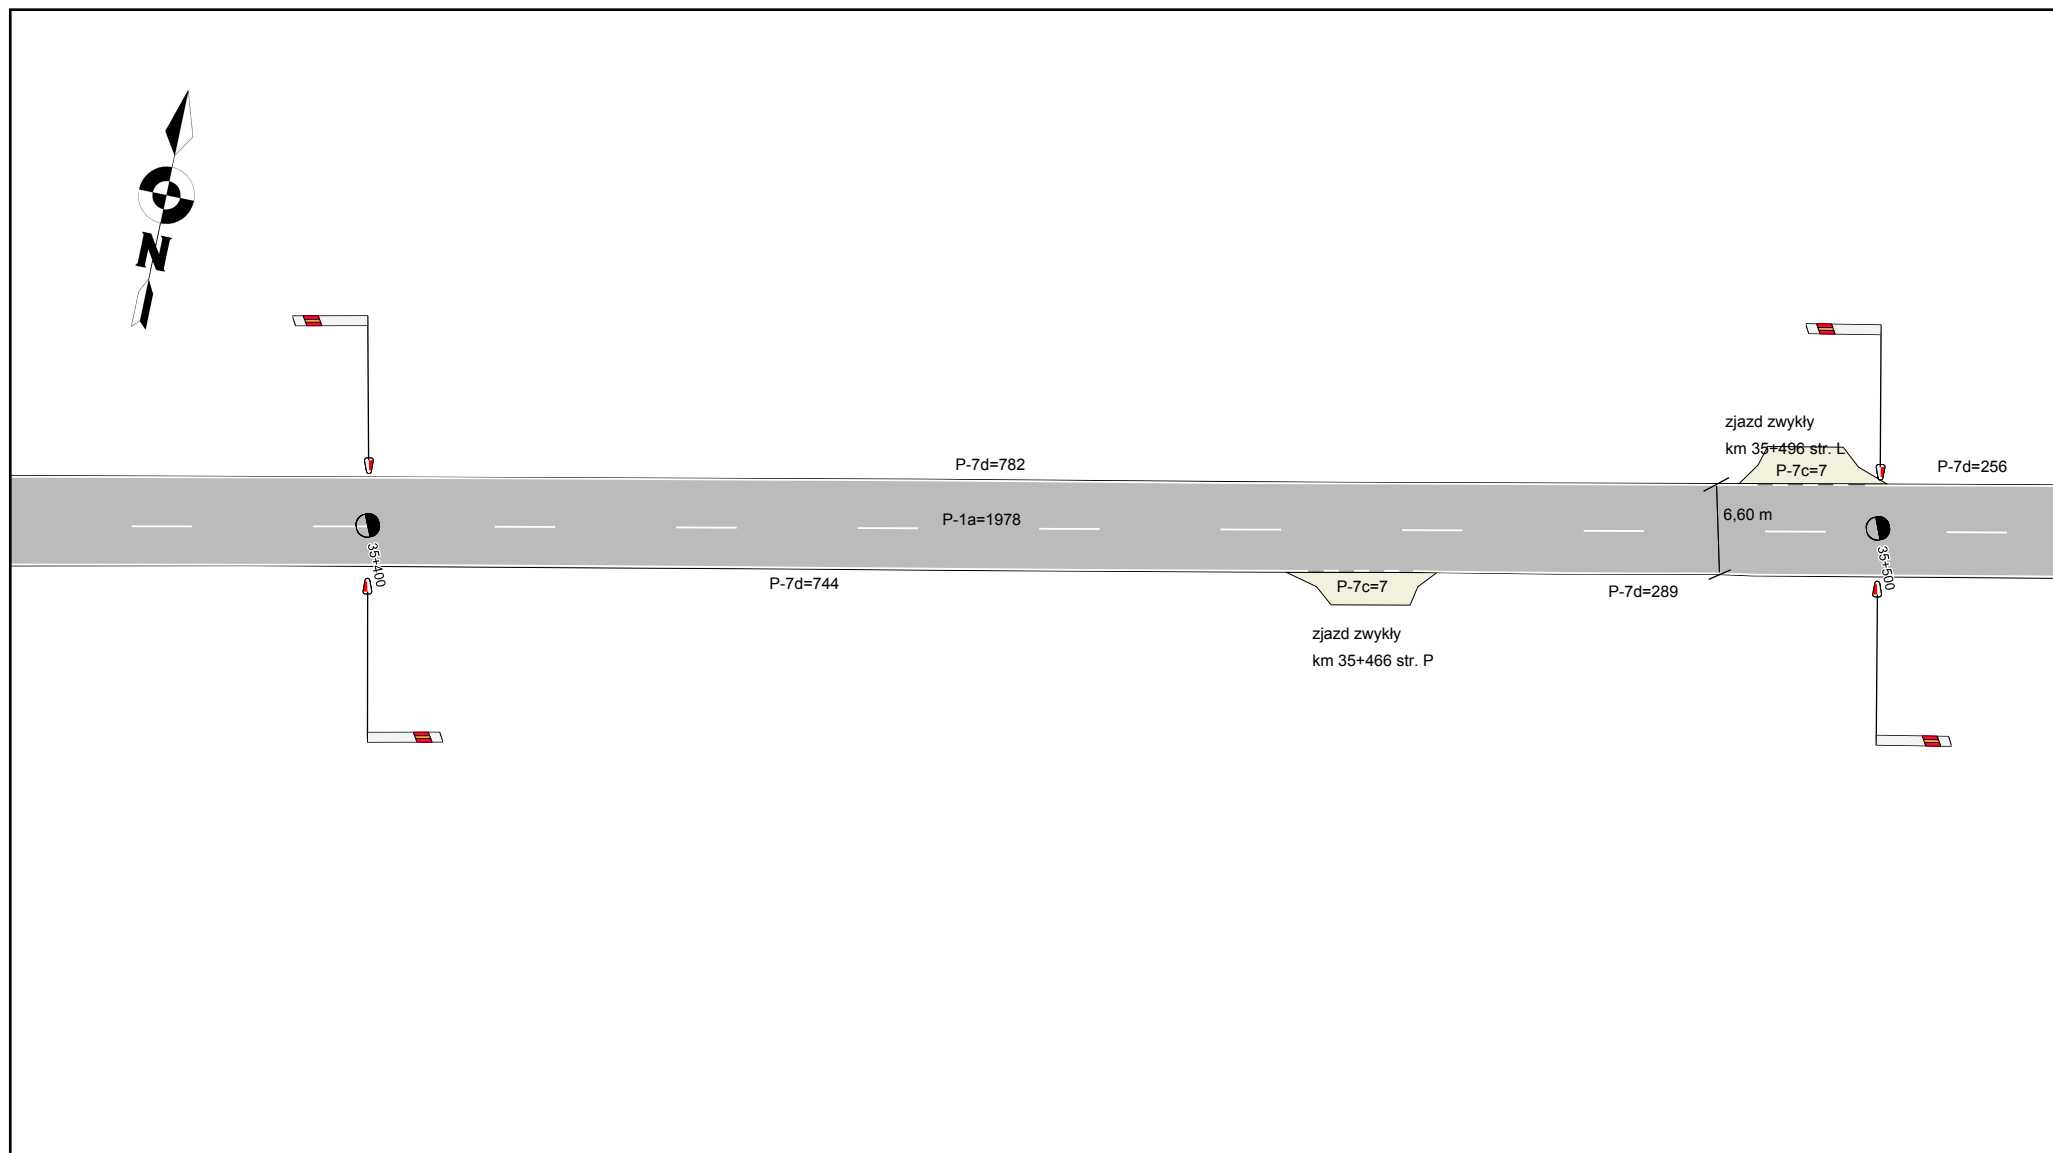 N
zjazd zwykły
km 35+496 str. L
P-7d=782
P-7c=7
P-7d=256
P-1a=1978
6,60 m
35+400
35+500
P-7d=744
P-7c=7
P-7d=289
zjazd zwykły
km 35+466 str. P